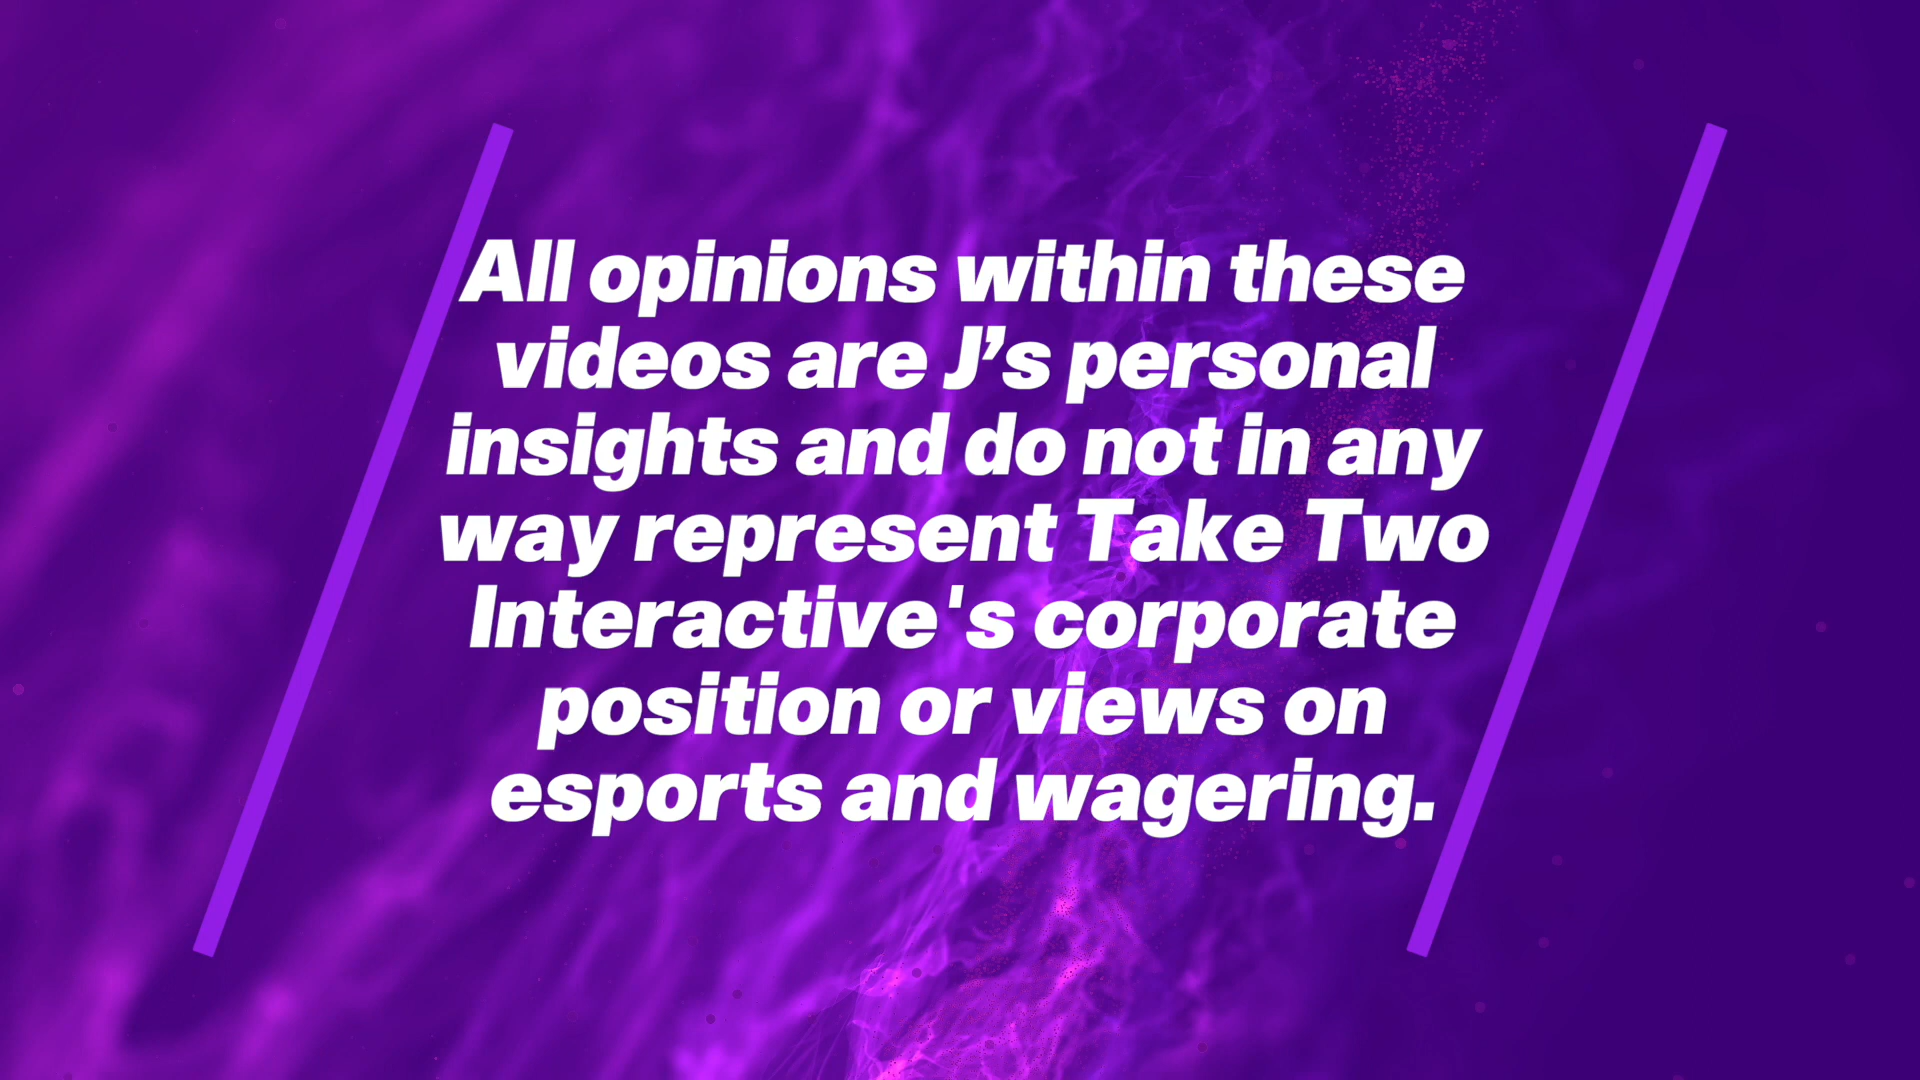 All opinions within these
videos are J’s personal
insights and do not in any
way represent Take Two
Interactive's corporate
position or views on
esports and wagering.